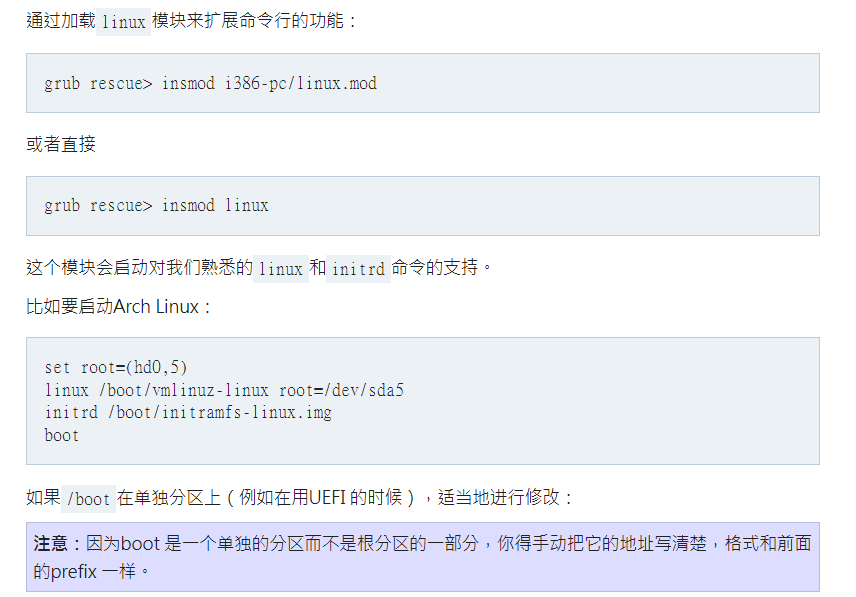 通过加载 linux 模块来扩展命令行的功能：
grub rescue> insmod i386-pc/linux.mod
或者直接
grub rescue> insmod linux
这个模块会启动对我们熟悉的 linux 和 initrd 命令的支持。
比如要启动Arch Linux：
set root=(hd0,5)
linux /boot/vmlinuz-linux root=/dev/sda5
initrd /boot/initramfs-linux.img
boot
如果 /boot 在单独分区上（例如在用UEFI 的时候），适当地进行修改：
注意：因为boot 是一个单独的分区而不是根分区的一部分，你得手动把它的地址写清楚，格式和前面
的prefix 一样。